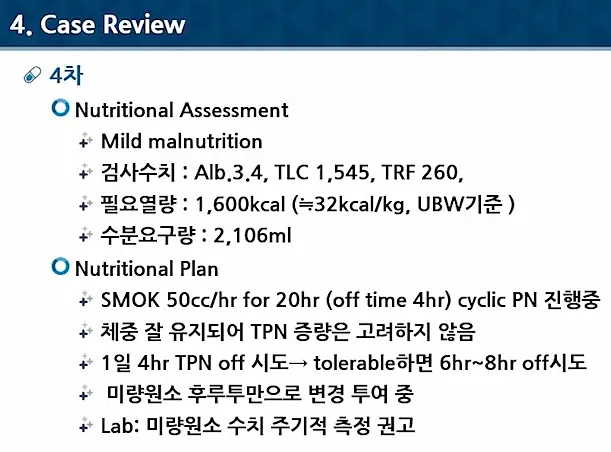 4. Case Review
4차
Nutritional Assessment
Mild malnutrition
검사수치 : Alb.3.4, TLC 1,545, TRF 260,
필요열량 : 1,600kcal (≒32kcal/kg, UBW기준 )
수분요구량 : 2,106ml
Nutritional Plan
SMOK 50cc/hr for 20hr (off time 4hr) cyclic PN 진행중
체중 잘 유지되어 TPN 증량은 고려하지 않음
1일 4hr TPN off 시도→ tolerable하면 6hr~8hr off시도
미량원소 후루투만으로 변경 투여 중
Lab: 미량원소 수치 주기적 측정 권고